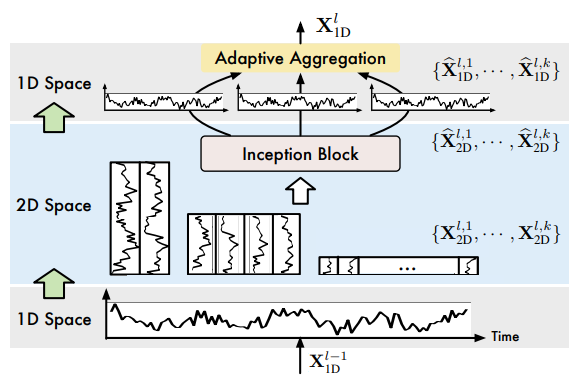 X^l_1D
Adaptive Aggregation
1D Space
{X̂^{l,1}_1D, ⋯, X̂^{l,k}_1D}
Inception Block
{X̂^{l,1}_2D, ⋯, X̂^{l,k}_2D}
2D Space
{X^{l,1}_2D, ⋯, X^{l,k}_2D}
...
1D Space
Time
X^{l-1}_1D